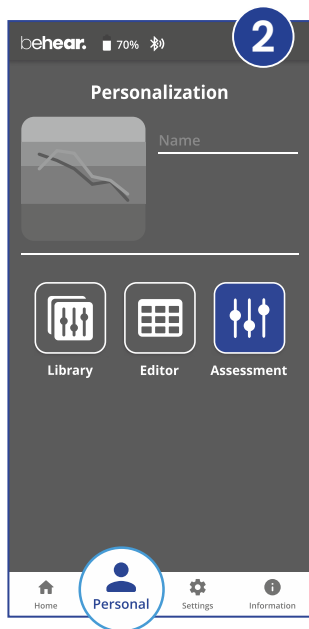 behear. 70%
2
Personalization
Name
Library Editor Assessment
Home Personal Settings Information